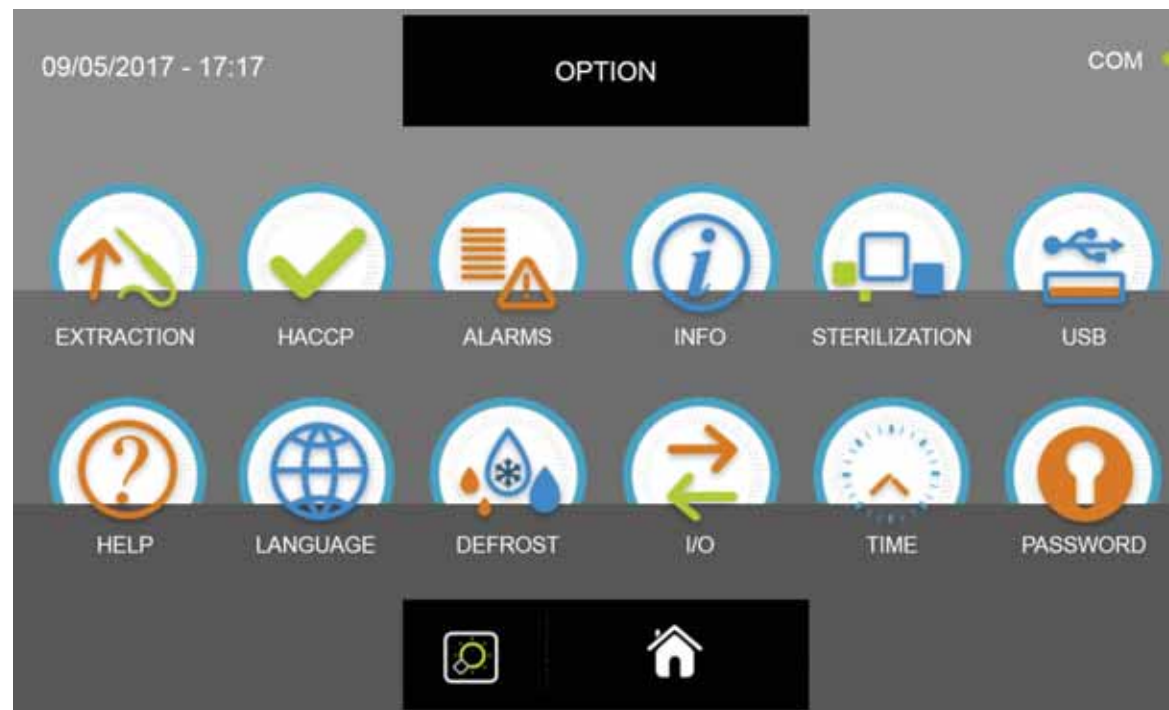 09/05/2017 - 17:17 OPTION COM
EXTRACTION HACCP ALARMS INFO STERILIZATION USB
HELP LANGUAGE DEFROST I/O TIME PASSWORD